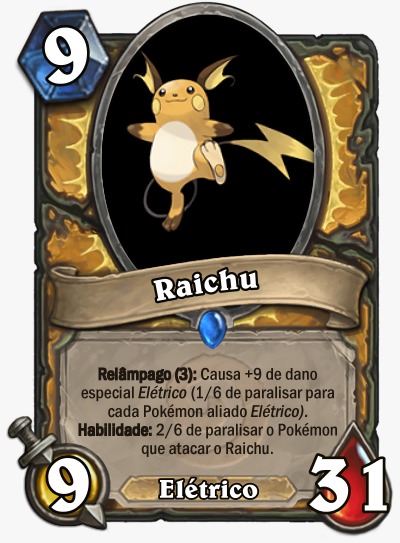 9
Raichu
Relâmpago (3): Causa +9 de dano
especial Elétrico (1/6 de paralisar para
cada Pokémon aliado Elétrico).
Habilidade: 2/6 de paralisar o Pokémon
que atacar o Raichu.
9
Elétrico
31